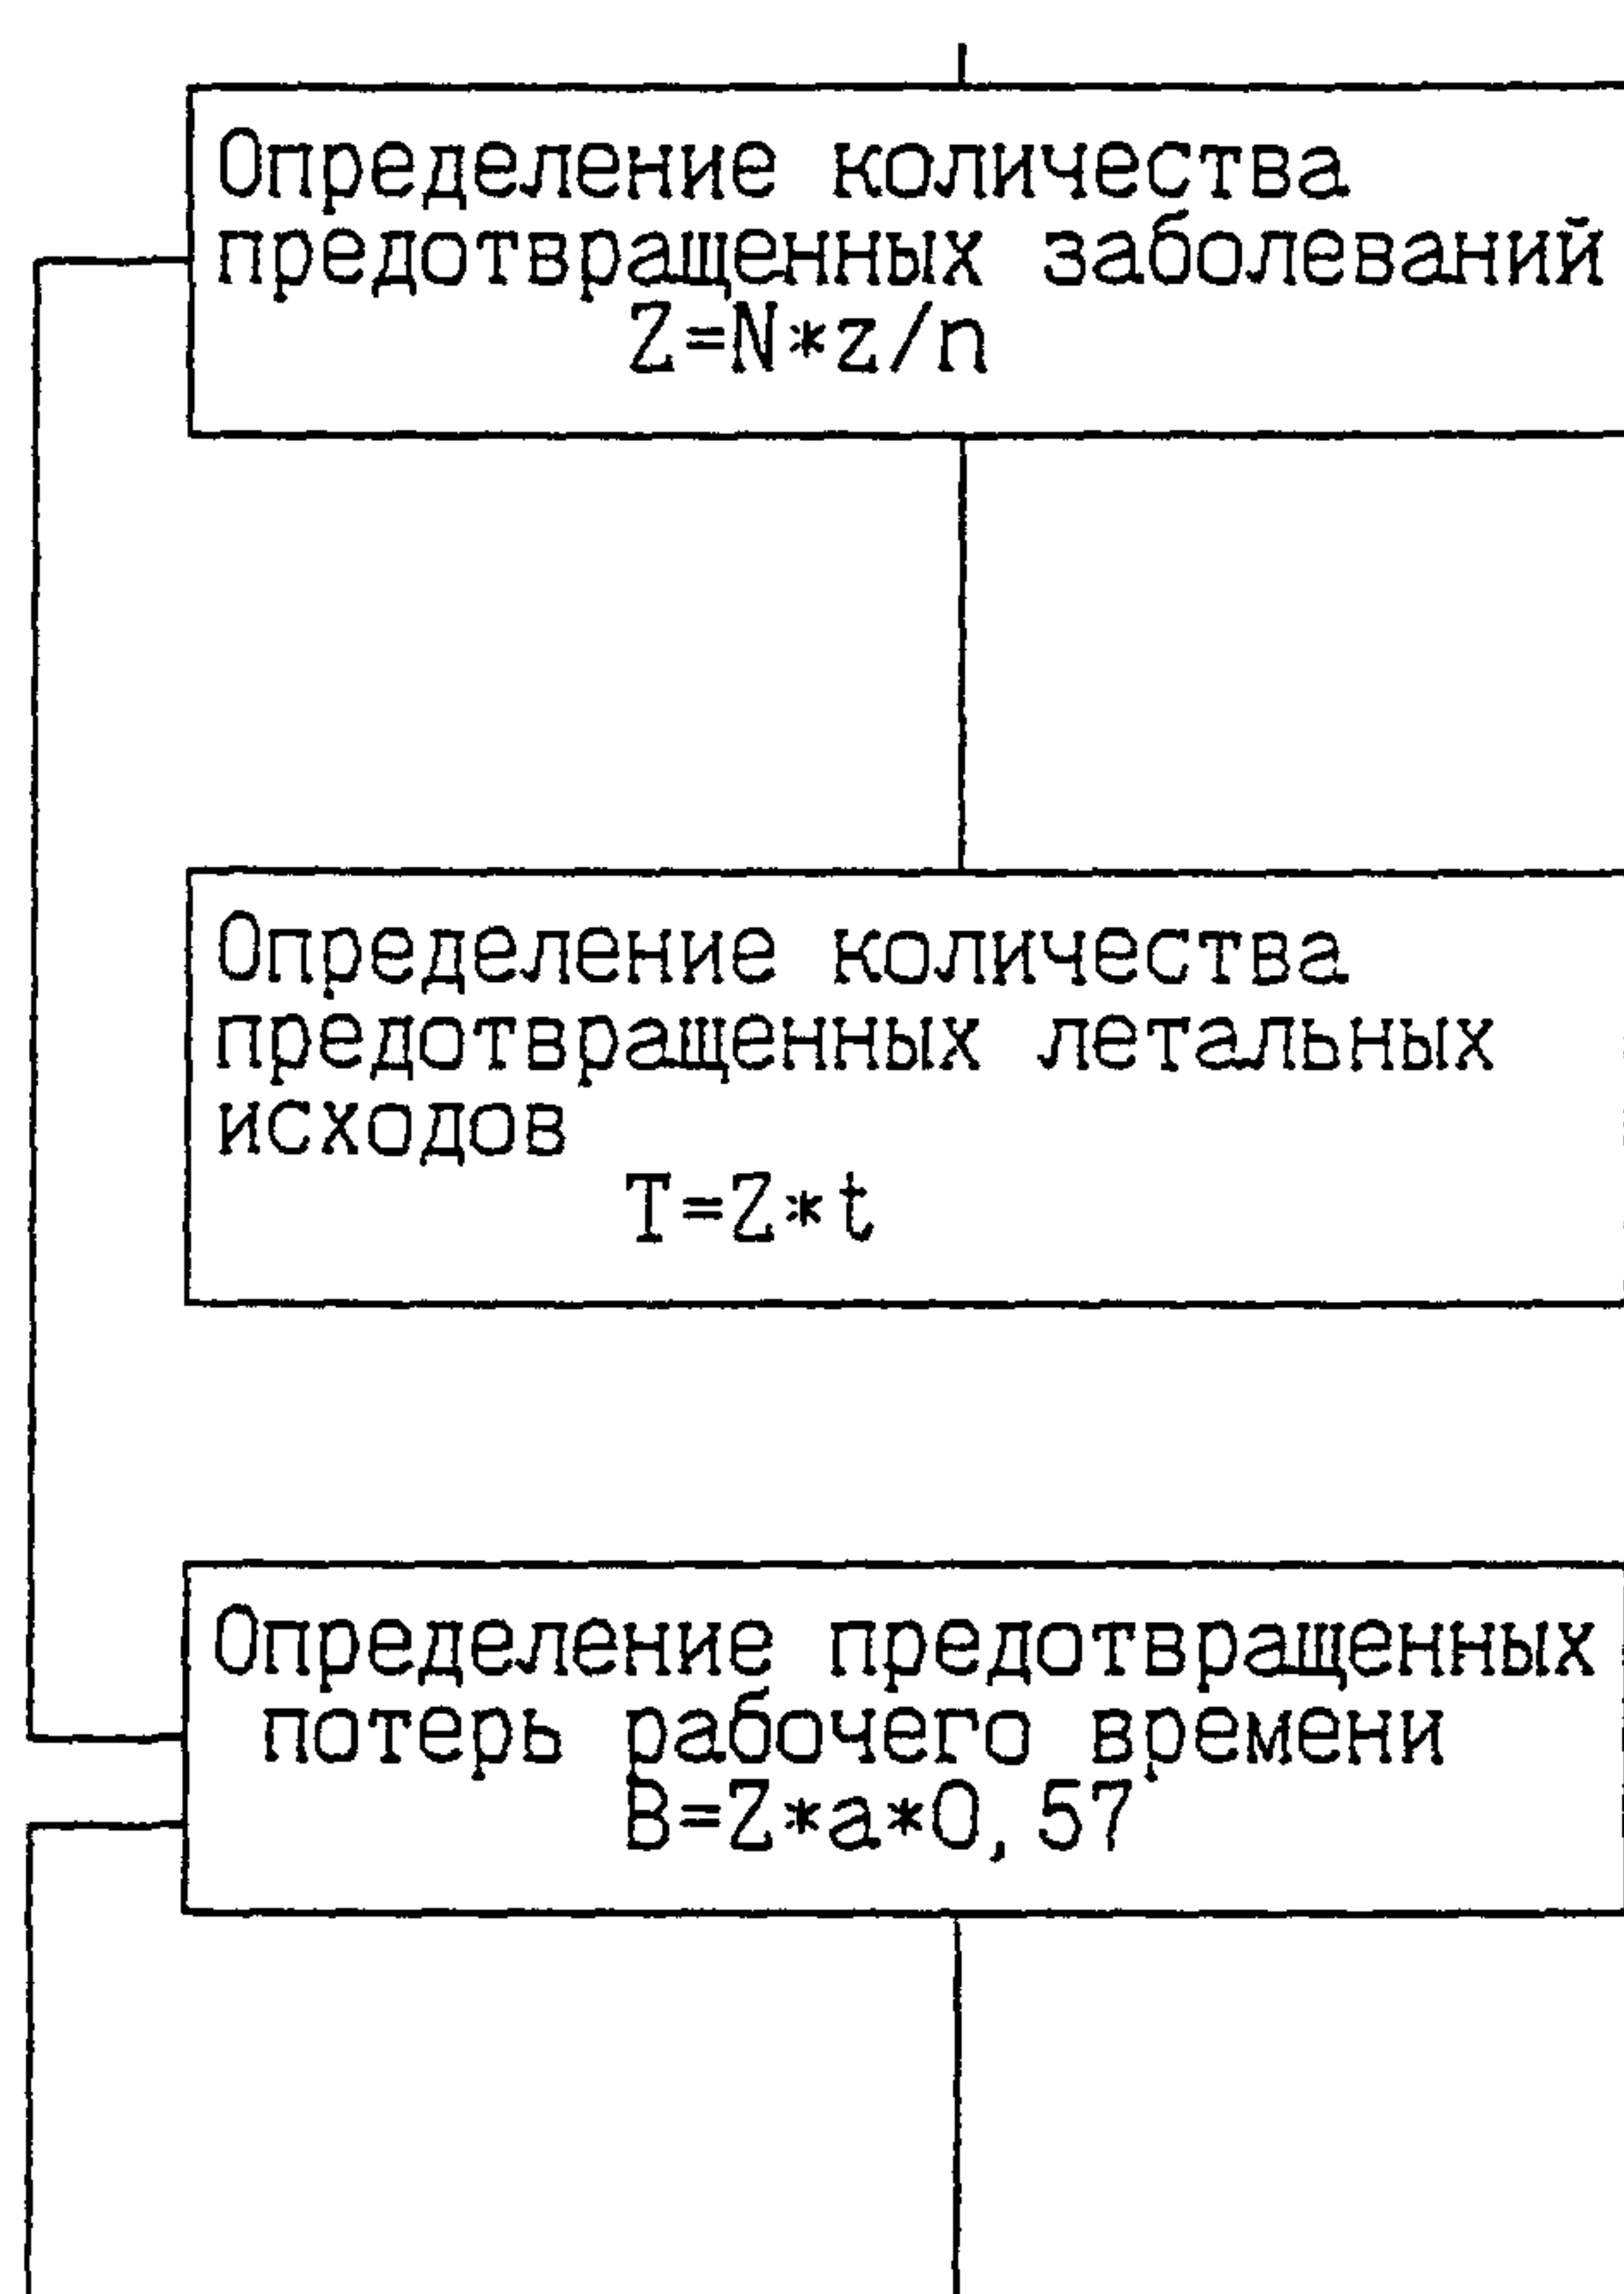 Определение количества
предотвращенных заболеваний
Z=N*z/n
Определение количества
предотвращенных летальных
исходов
T=Z*t
Определение предотвращенных
потерь рабочего времени
B=Z*a*0,57